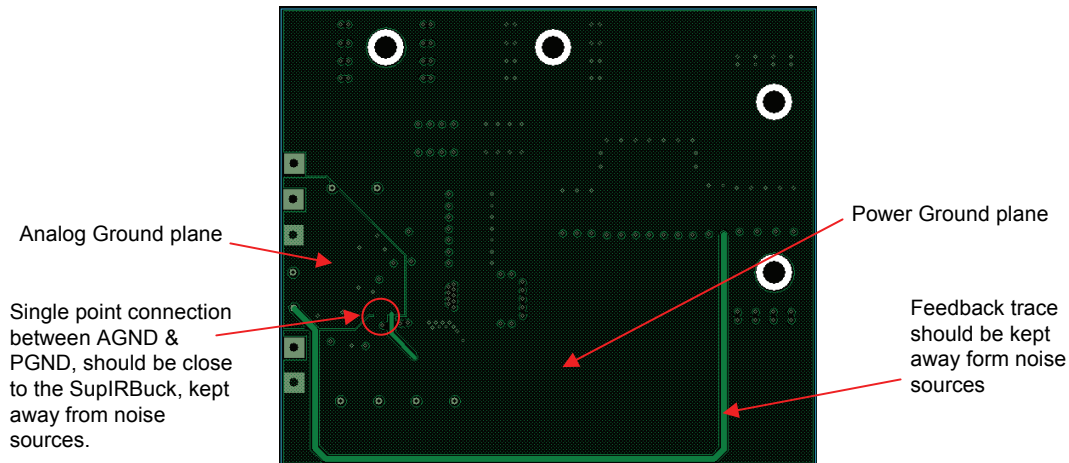 Analog Ground plane
Single point connection
between AGND &
PGND, should be close
to the SupIRBuck, kept
away from noise
sources.
Power Ground plane
Feedback trace
should be kept
away form noise
sources